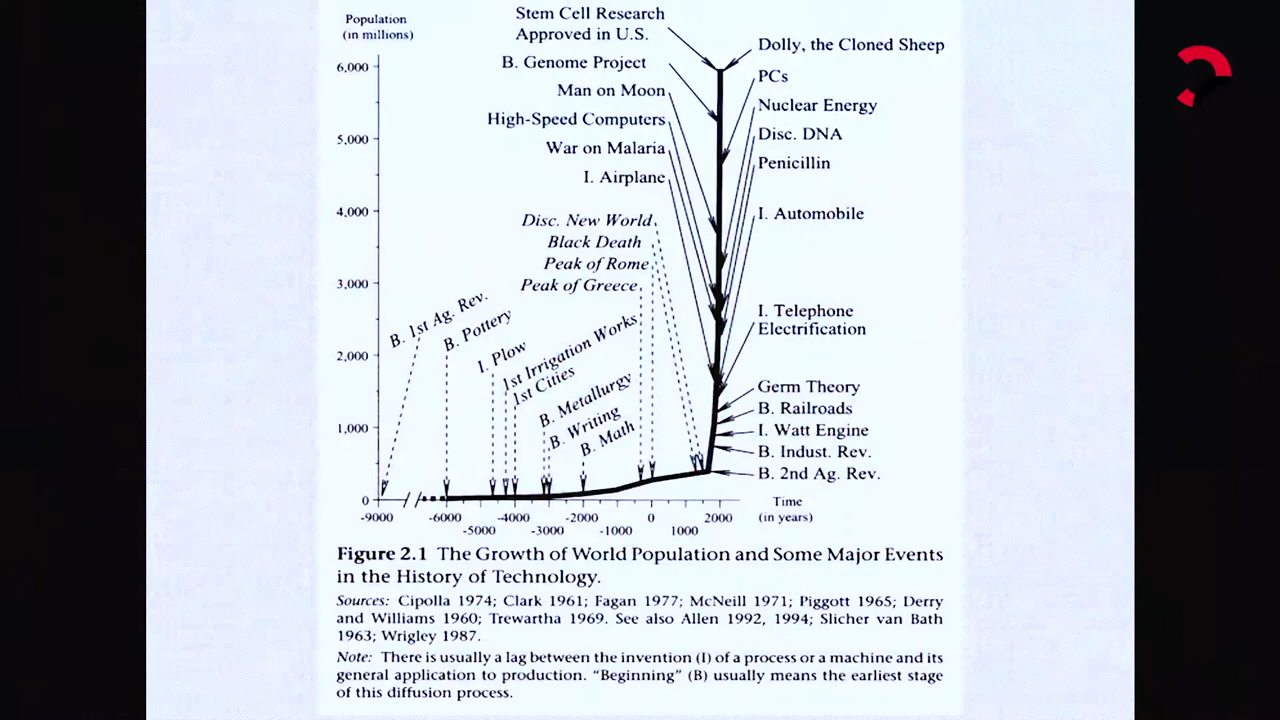 Population
(in millions)
Stem Cell Research
Approved in U.S.
Dolly, the Cloned Sheep
6,000
B. Genome Project
PCs
Man on Moon
Nuclear Energy
High-Speed Computers
5,000
Disc. DNA
War on Malaria
Penicillin
I. Airplane
4,000
I. Automobile
Disc. New World
Black Death
Peak of Rome
3,000
Peak of Greece
B. 1st Ag. Rev.
B. Pottery
I. Plow
1st Irrigation Works
1st Cities
B. Metallurgy
B. Writing
B. Math
I. Telephone
Electrification
2,000
Germ Theory
B. Railroads
1,000
I. Watt Engine
B. Indust. Rev.
B. 2nd Ag. Rev.
0
Time
(in years)
-9000 -6000 -4000 -2000 0 2000
-5000 -3000 -1000 1000
Figure 2.1 The Growth of World Population and Some Major Events
in the History of Technology.
Sources: Cipolla 1974; Clark 1961; Fagan 1977; McNeill 1971; Piggott 1965; Derry
and Williams 1960; Trewartha 1969. See also Allen 1992, 1994; Slicher van Bath
1963; Wrigley 1987.
Note: There is usually a lag between the invention (I) of a process or a machine and its
general application to production. “Beginning” (B) usually means the earliest stage
of this diffusion process.